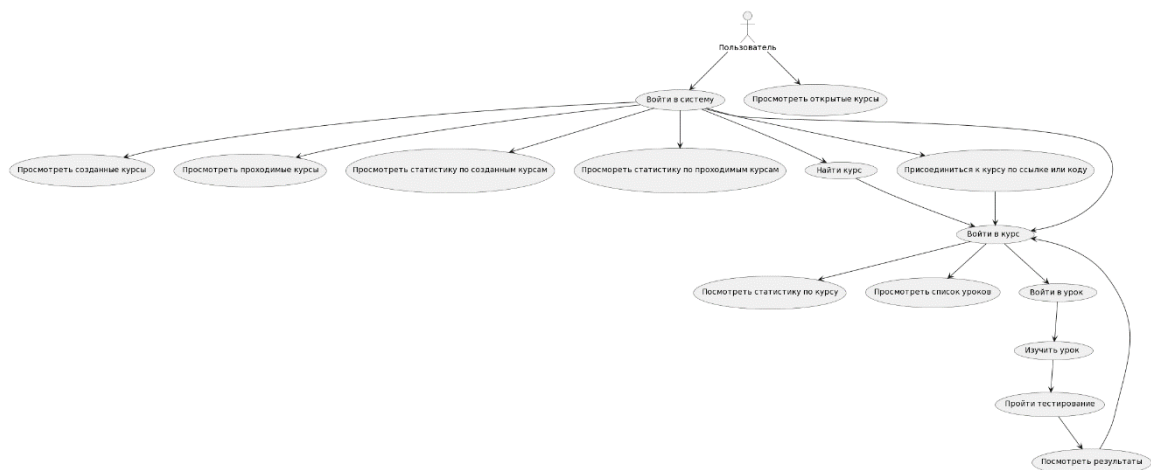 Пользователь
Войти в систему
Просмотреть открытые курсы
Просмотреть созданные курсы
Просмотреть проходимые курсы
Просмотреть статистику по созданным курсам
Просмореть статистику по проходимым курсам
Найти курс
Присоединиться к курсу по ссылке или коду
Войти в курс
Посмотреть статистику по курсу
Просмотреть список уроков
Войти в урок
Изучить урок
Пройти тестирование
Посмотреть результаты